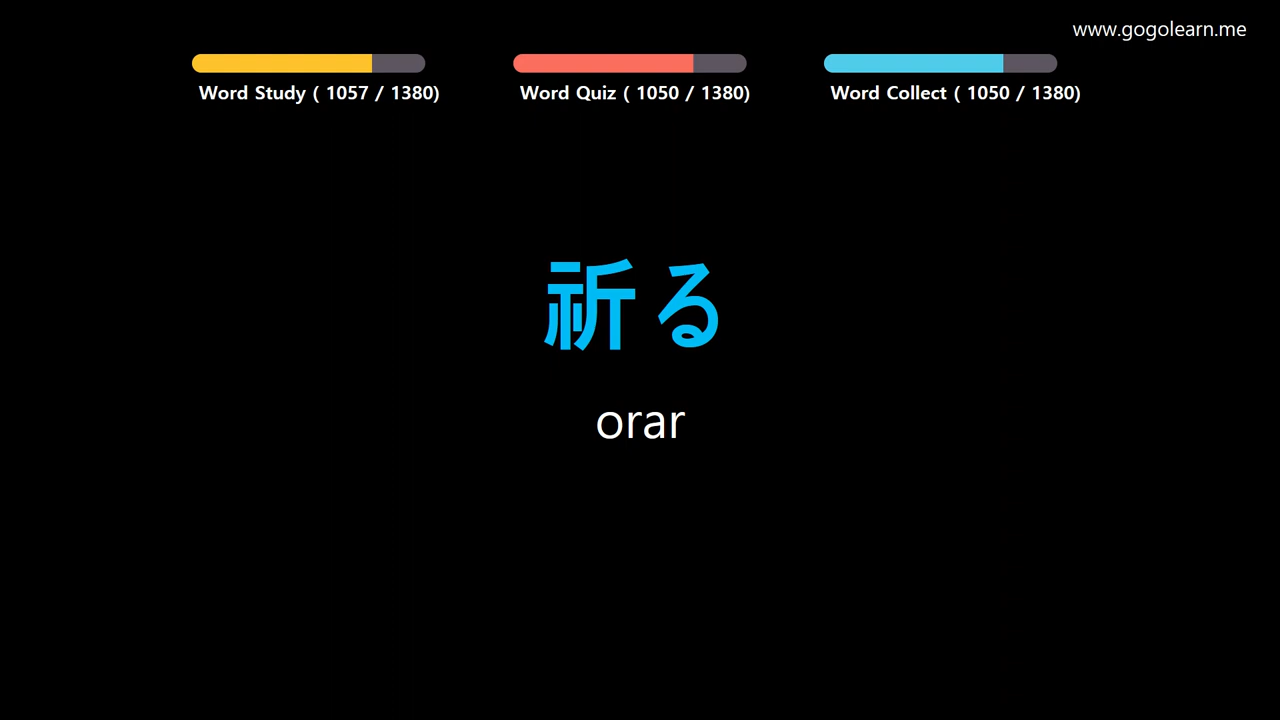 www.gogolearn.me
Word Study ( 1057 / 1380)
Word Quiz ( 1050 / 1380)
Word Collect ( 1050 / 1380)
祈る
orar